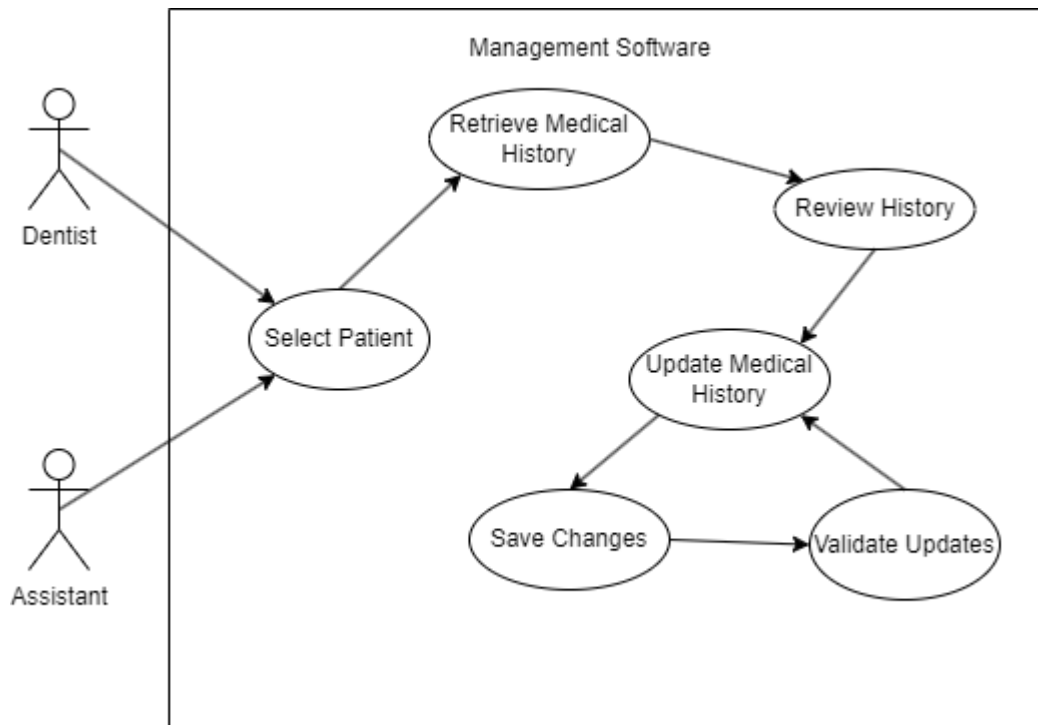 Management Software
Retrieve Medical
History
Review History
Dentist
Select Patient
Update Medical
History
Save Changes
Validate Updates
Assistant